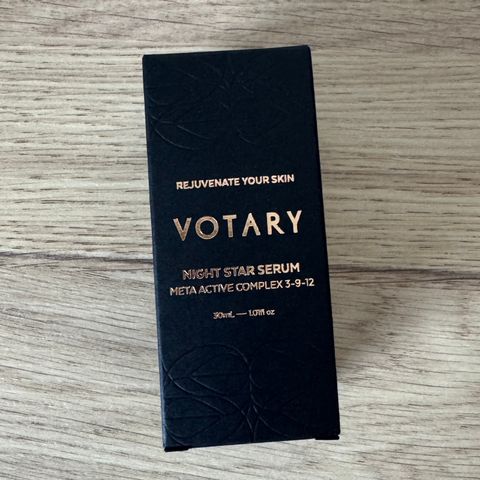 REJUVENATE YOUR SKIN
VOTARY
NIGHT STAR SERUM
META ACTIVE COMPLEX 3-9-12
30mL — 1.01fl oz